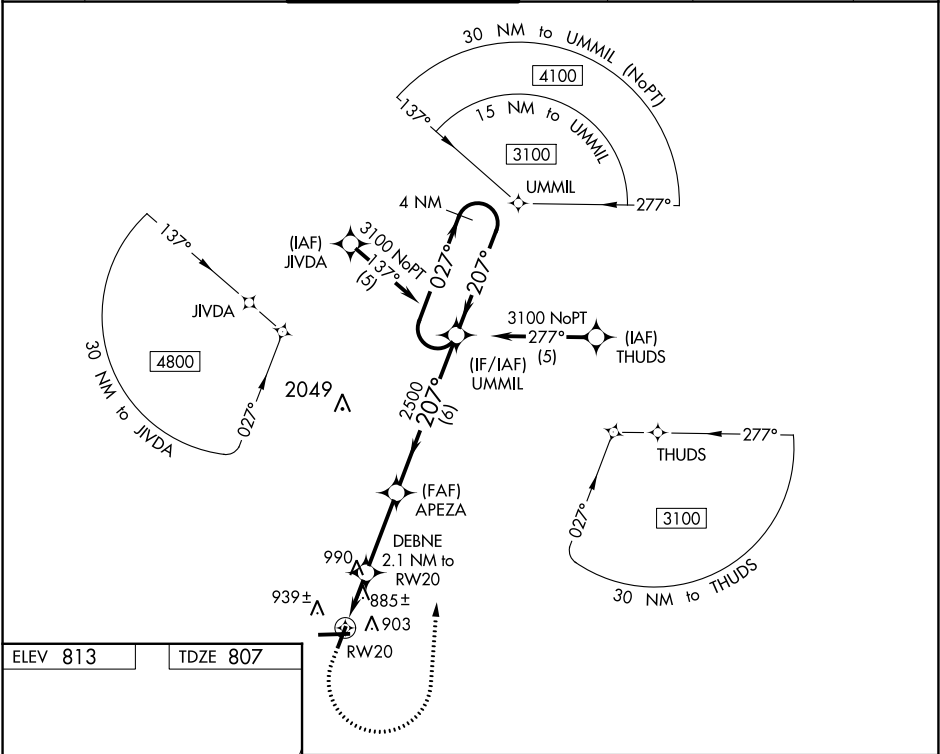 30 NM to UMMIL (NoPT)
4100
137°
15 NM to UMMIL
3100
UMMIL
277°
4 NM
(IAF)
JIVDA
3100 NoPT
137°
(5)
027°
207°
3100 NoPT
277°
(5)
(IAF)
THUDS
(IF/IAF)
UMMIL
137°
JIVDA
4800
30 NM to JIVDA
027°
2049
2500
207°
(6)
277°
THUDS
3100
027°
30 NM to THUDS
(FAF)
APEZA
DEBNE
2.1 NM to
RW20
990
939±
885±
903
RW20
ELEV 813
TDZE 807